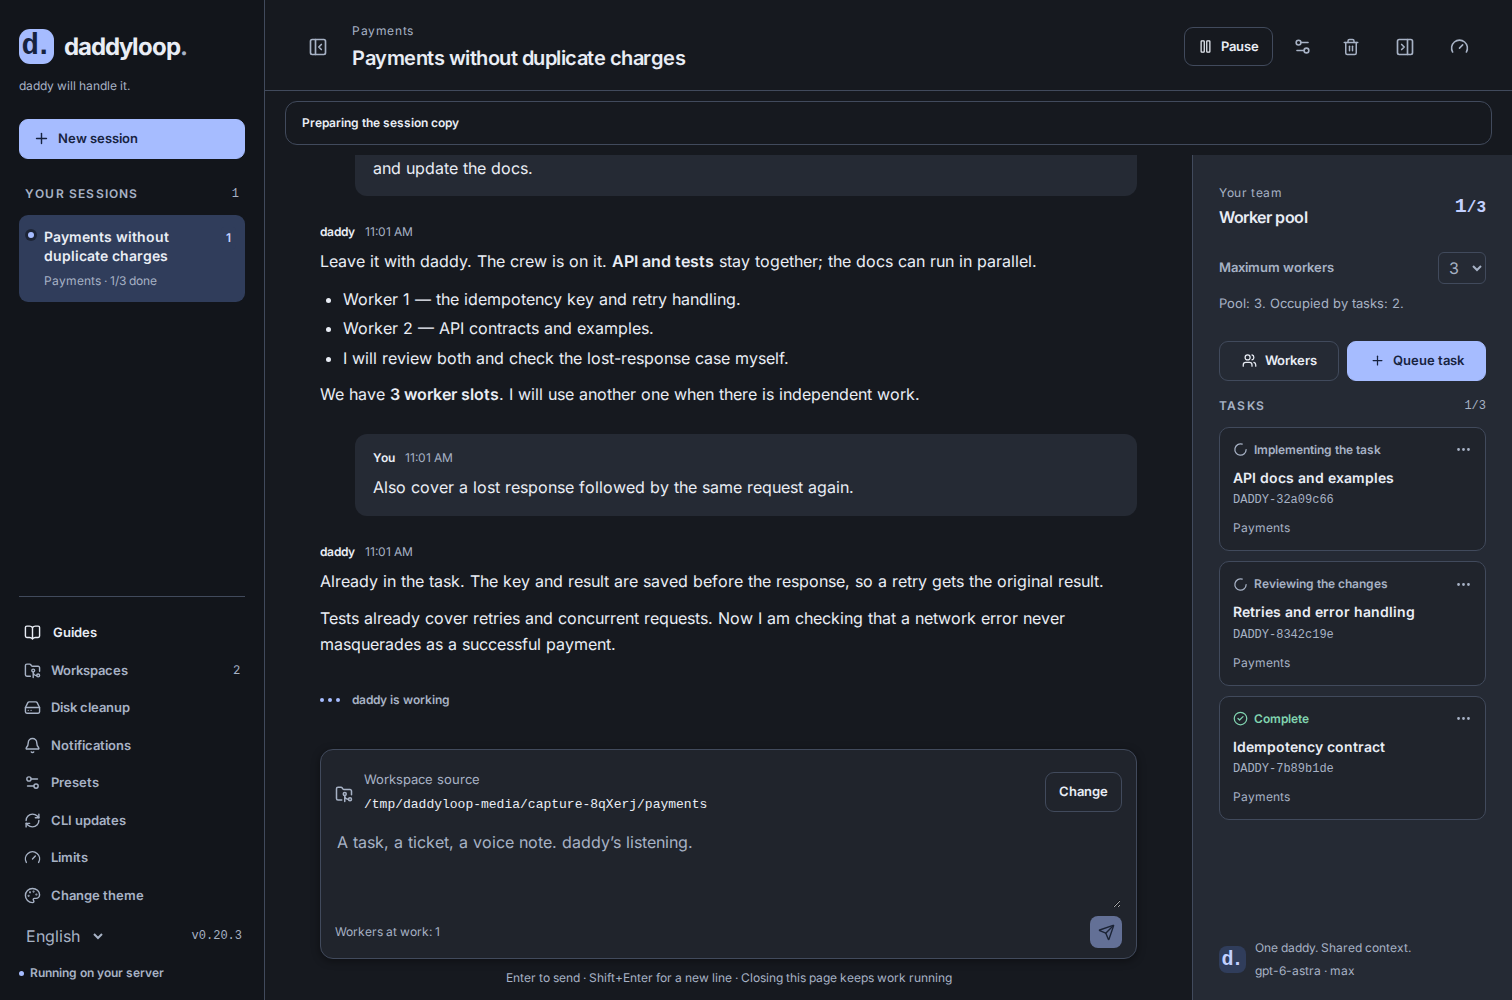 d. daddyloop.
daddy will handle it.
New session
YOUR SESSIONS 1
Payments without 1
duplicate charges
Payments · 1/3 done
Guides
Workspaces 2
Disk cleanup
Notifications
Presets
CLI updates
Limits
Change theme
English v0.20.3
Running on your server
Payments
Payments without duplicate charges
Pause
Preparing the session copy
and update the docs.
daddy 11:01 AM
Leave it with daddy. The crew is on it. API and tests stay together; the docs can run in parallel.
• Worker 1 — the idempotency key and retry handling.
• Worker 2 — API contracts and examples.
• I will review both and check the lost-response case myself.
We have 3 worker slots. I will use another one when there is independent work.
You 11:01 AM
Also cover a lost response followed by the same request again.
daddy 11:01 AM
Already in the task. The key and result are saved before the response, so a retry gets the original result.
Tests already cover retries and concurrent requests. Now I am checking that a network error never
masquerades as a successful payment.
daddy is working
Workspace source
/tmp/daddyloop-media/capture-8qXerj/payments
Change
A task, a ticket, a voice note. daddy’s listening.
Workers at work: 1
Enter to send · Shift+Enter for a new line · Closing this page keeps work running
Your team
Worker pool 1/3
Maximum workers 3
Pool: 3. Occupied by tasks: 2.
Workers
Queue task
TASKS 1/3
Implementing the task
API docs and examples
DADDY-32a09c66
Payments
Reviewing the changes
Retries and error handling
DADDY-8342c19e
Payments
Complete
Idempotency contract
DADDY-7b89b1de
Payments
d. One daddy. Shared context.
gpt-6-astra · max